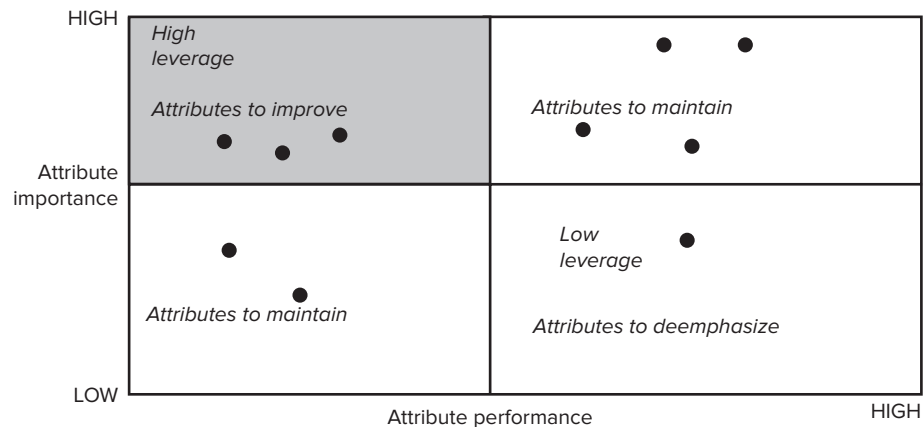 HIGH
High
leverage
Attributes to improve
Attributes to maintain
Attribute
importance
Low
leverage
Attributes to maintain
Attributes to deemphasize
LOW
Attribute performance
HIGH